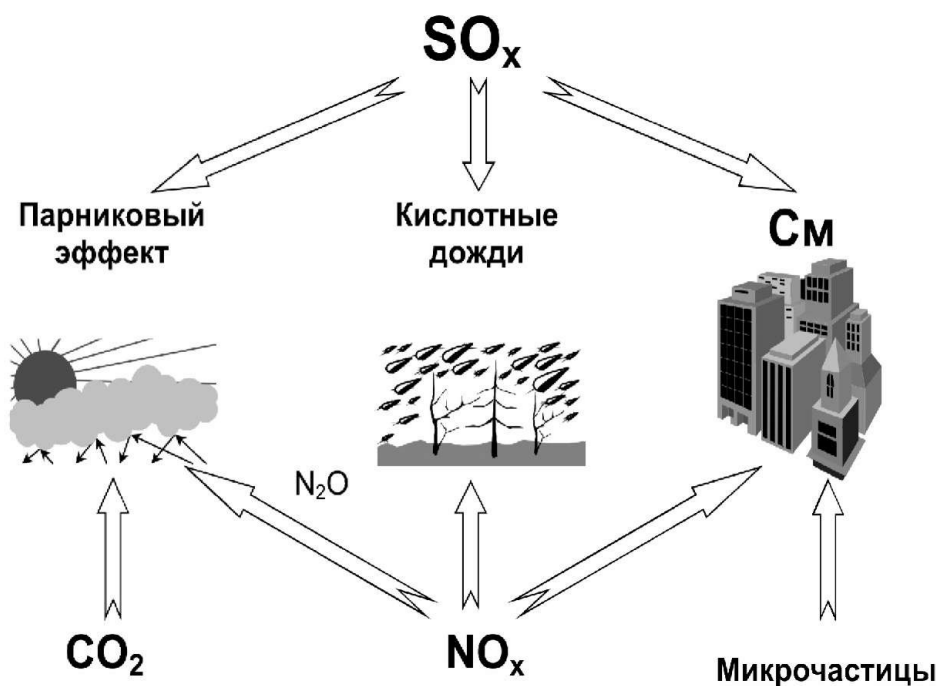 SOₓ
Парниковый
эффект
Кислотные
дожди
См
N₂O
CO₂
NOₓ
Микрочастицы